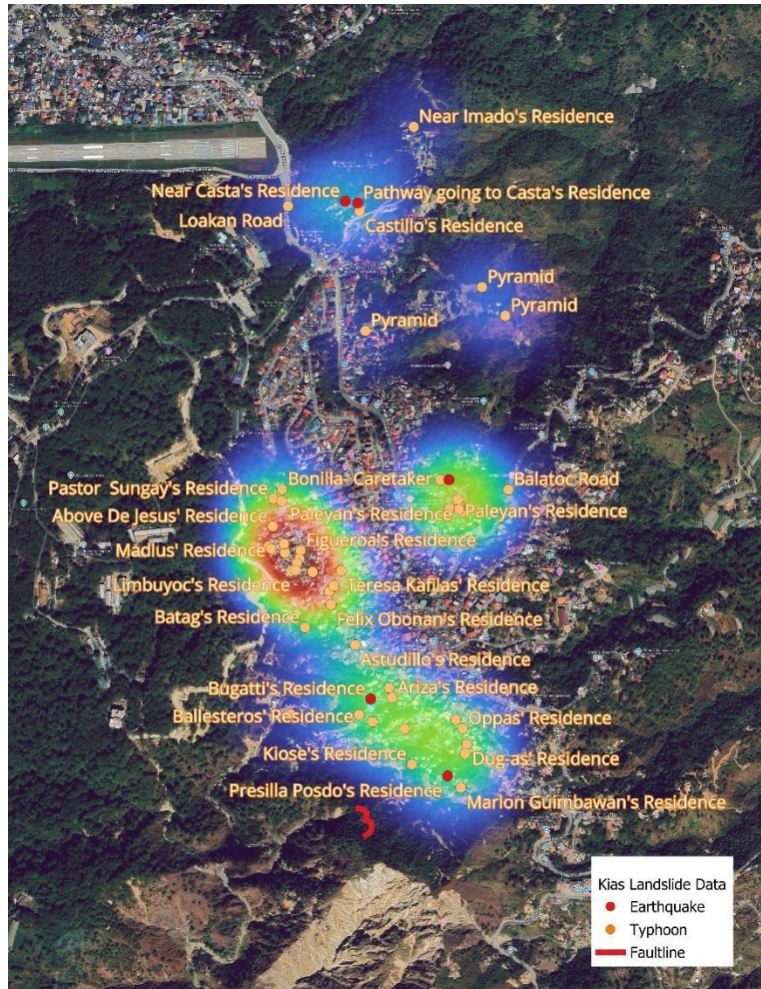 Near Imado's Residence
Near Casta's Residence
Pathway going to Casta's Residence
Loakan Road
Castillo's Residence
Pyramid
Pyramid
Pyramid
Bonilla- Caretaker
Balatoc Road
Pastor Sungay's Residence
Above De Jesus' Residence
Paleyan's Residence
Paleyan's Residence
Figueroa's Residence
Madlus' Residence
Limbuyoc's Residence
Teresa Kafilas' Residence
Batag's Residence
Felix Obonan's Residence
Astudillo's Residence
Bugatti's Residence
Ariza's Residence
Ballesteros' Residence
Oppas' Residence
Kiose's Residence
Dug-as' Residence
Presilla Posdo's Residence
Marlon Guimbawan's Residence
Kias Landslide Data
Earthquake
Typhoon
Faultline